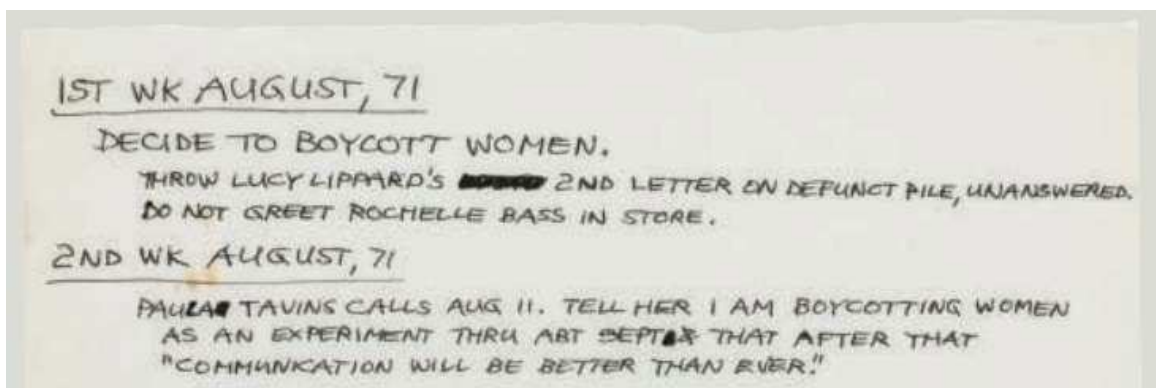 1ST WK AUGUST, 71
DECIDE TO BOYCOTT WOMEN.
THROW LUCY LIPPARD'S 2ND LETTER ON DEFUNCT PILE, UNANSWERED.
DO NOT GREET ROCHELLE BASS IN STORE.
2ND WK AUGUST, 71
PAULA TAVINS CALLS AUG 11. TELL HER I AM BOYCOTTING WOMEN
AS AN EXPERIMENT THRU ABT SEPT & THAT AFTER THAT
"COMMUNICATION WILL BE BETTER THAN EVER."